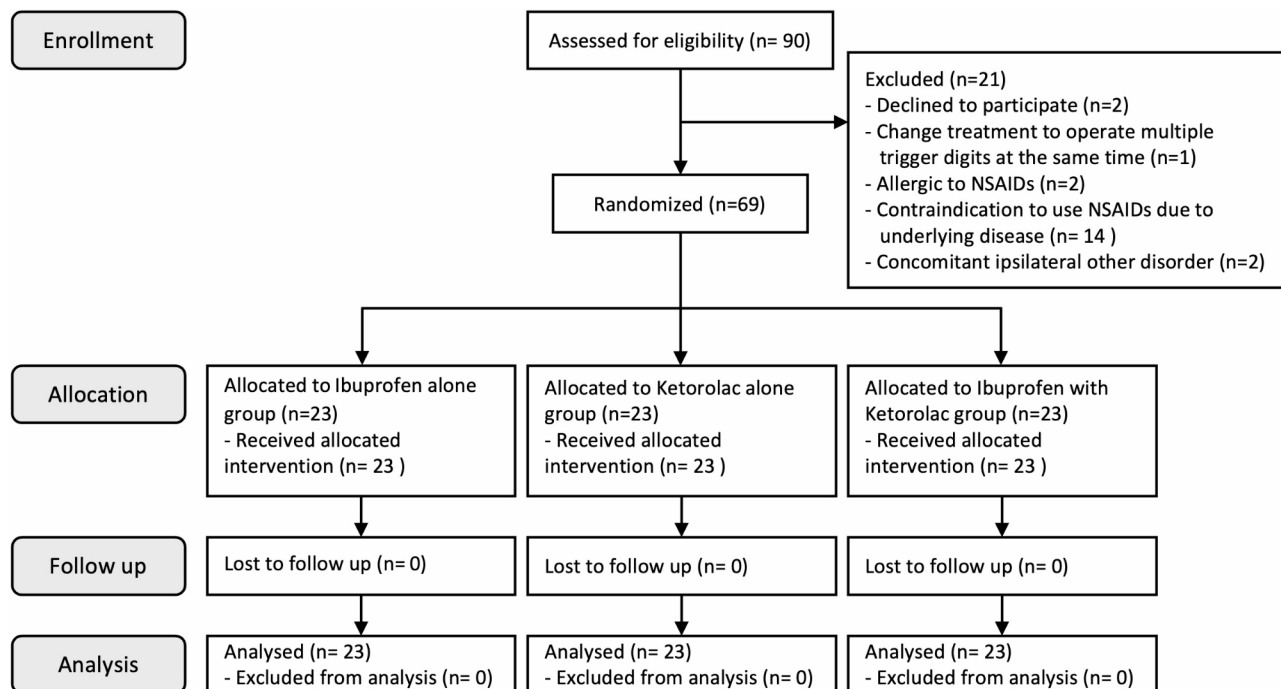 Enrollment
Assessed for eligibility (n= 90)
Excluded (n=21)
- Declined to participate (n=2)
- Change treatment to operate multiple
trigger digits at the same time (n=1)
- Allergic to NSAIDs (n=2)
- Contraindication to use NSAIDs due to
underlying disease (n= 14 )
- Concomitant ipsilateral other disorder (n=2)
Randomized (n=69)
Allocation
Allocated to Ibuprofen alone
group (n=23)
- Received allocated
intervention (n= 23 )
Allocated to Ketorolac alone
group (n=23)
- Received allocated
intervention (n= 23 )
Allocated to Ibuprofen with
Ketorolac group (n=23)
- Received allocated
intervention (n= 23 )
Follow up
Lost to follow up (n= 0)
Lost to follow up (n= 0)
Lost to follow up (n= 0)
Analysis
Analysed (n= 23)
- Excluded from analysis (n= 0)
Analysed (n= 23)
- Excluded from analysis (n= 0)
Analysed (n= 23)
- Excluded from analysis (n= 0)